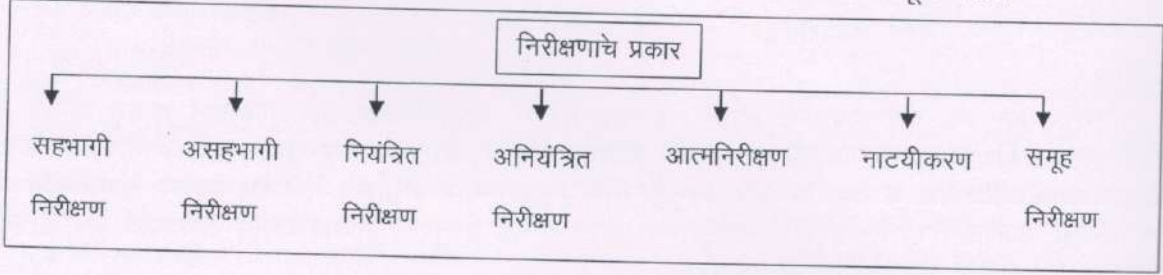 निरीक्षणाचे प्रकार
सहभागी असहभागी नियंत्रित अनियंत्रित आत्मनिरीक्षण नाटयीकरण समूह
निरीक्षण निरीक्षण निरीक्षण निरीक्षण निरीक्षण